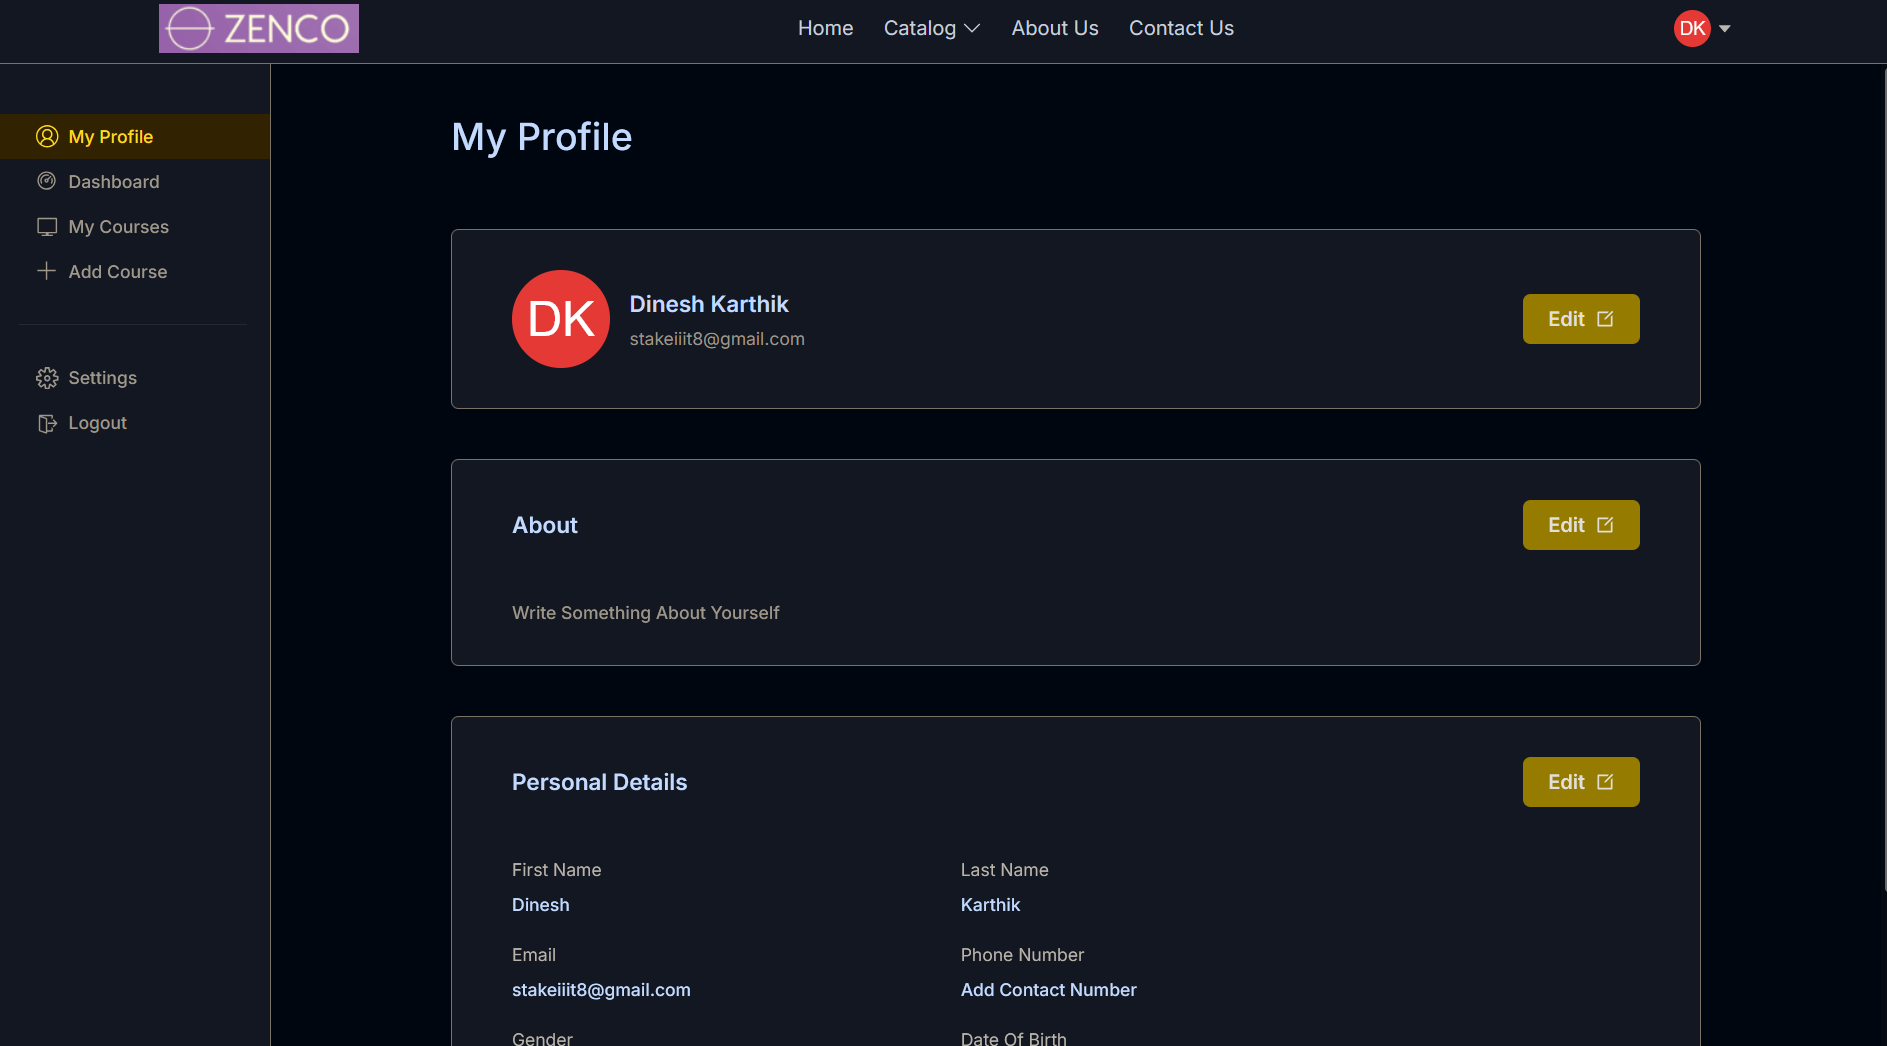 ZENCO
Home Catalog About Us Contact Us
DK
My Profile
Dashboard
My Courses
Add Course
Settings
Logout
My Profile
DK
Dinesh Karthik
stakeiiit8@gmail.com
Edit
About
Edit
Write Something About Yourself
Personal Details
Edit
First Name
Last Name
Dinesh
Karthik
Email
Phone Number
stakeiiit8@gmail.com
Add Contact Number
Gender
Date Of Birth